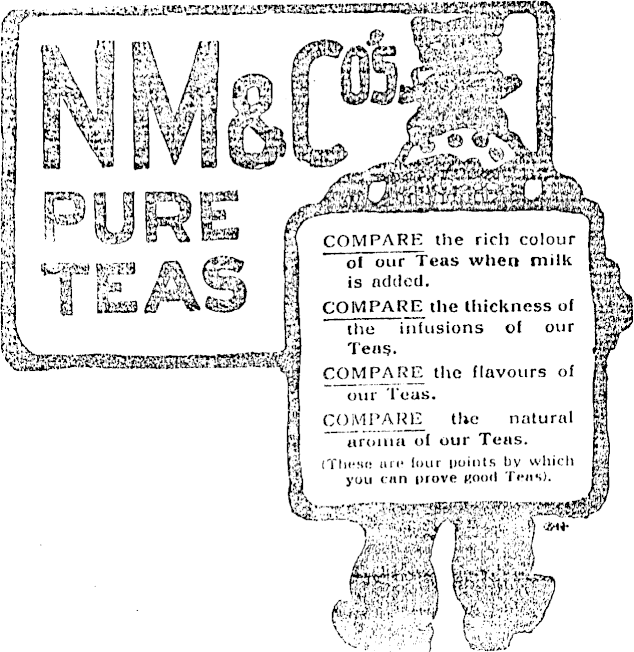 NM&Co's.
PURE
TEAS
COMPARE the rich colour
of our Teas when milk
is added.
COMPARE the thickness of
the infusions of our
Teas.
COMPARE the flavours of
our Teas.
COMPARE the natural
aroma of our Teas.
(These are four points by which
you can prove good Teas).